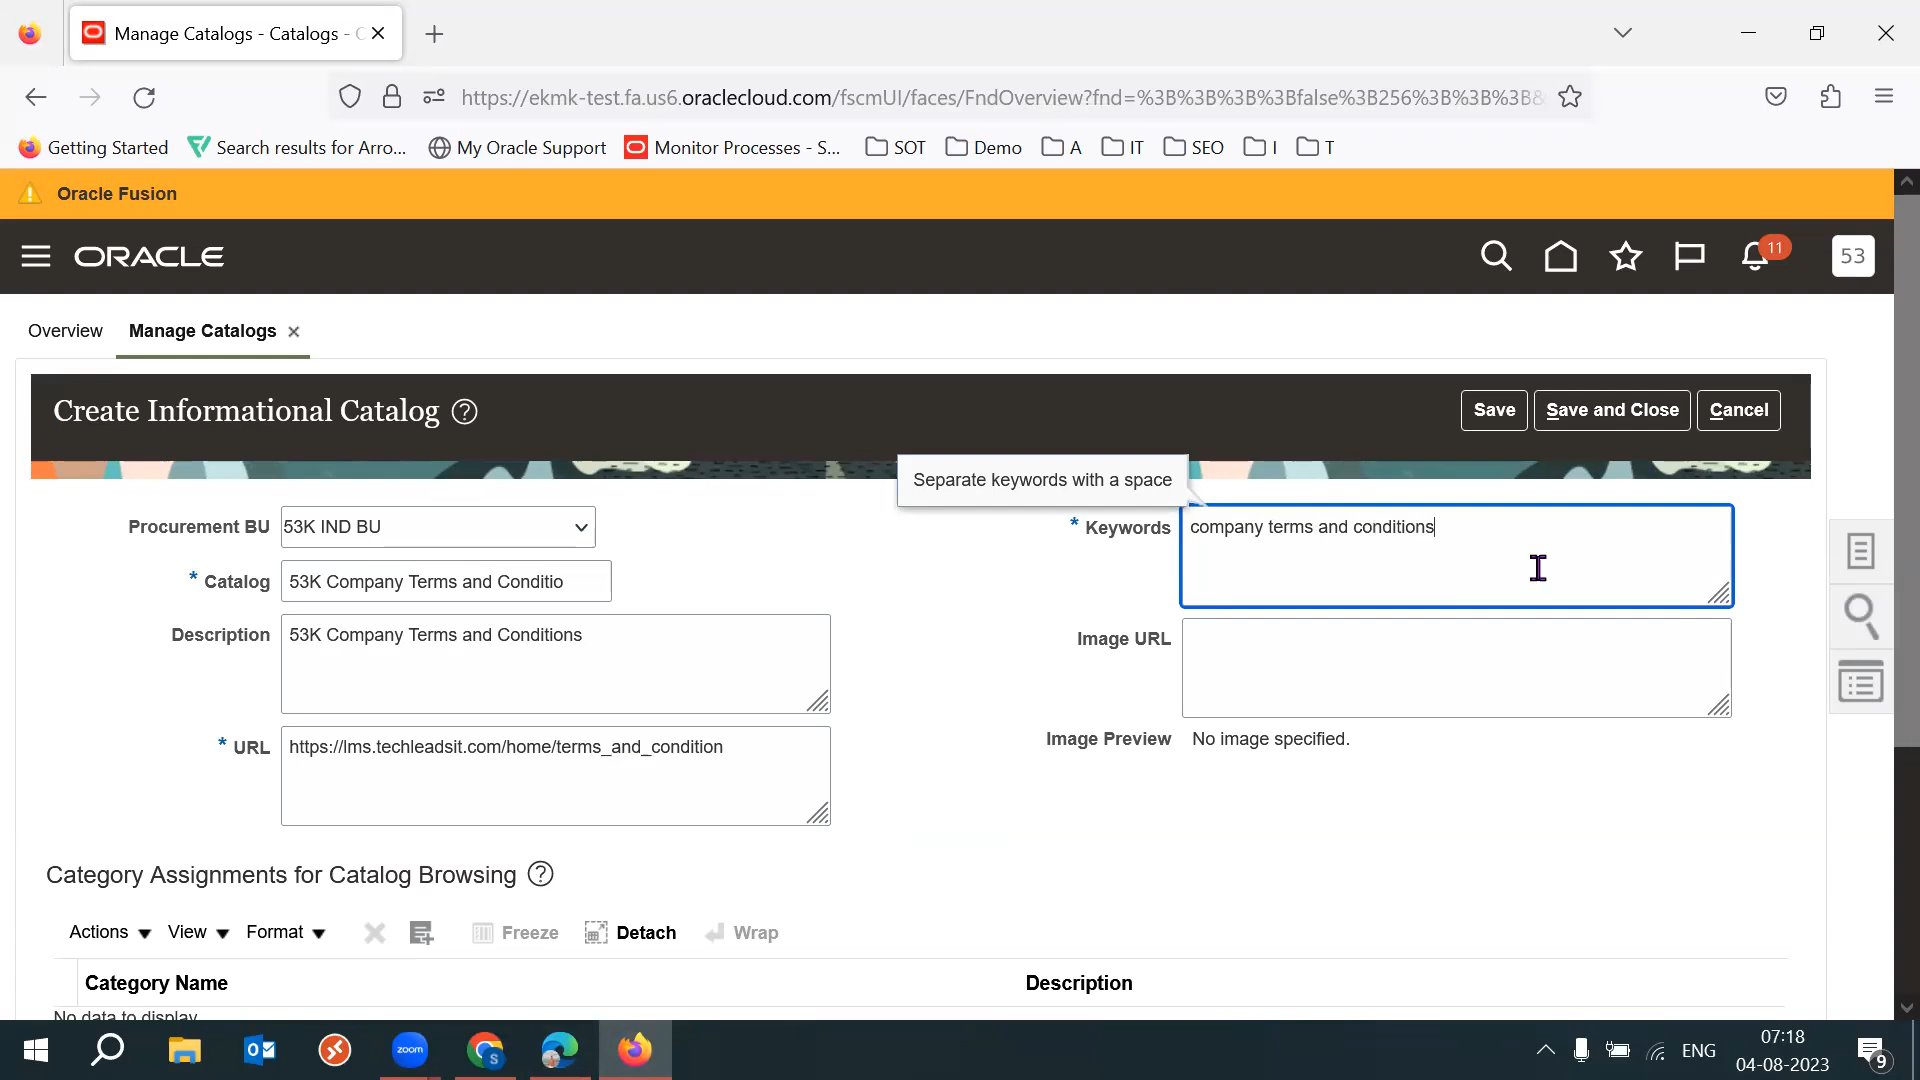 Manage Catalogs - Catalogs - C
https://ekmk-test.fa.us6.oraclecloud.com/fscmUI/faces/FndOverview?fnd=%3B%3B%3B%3Bfalse%3B256%3B%3B%3B&
Getting Started
Search results for Arro...
My Oracle Support
Monitor Processes - S...
SOT
Demo
A
IT
SEO
I
T
Oracle Fusion
ORACLE
11
53
Overview
Manage Catalogs
Create Informational Catalog
Save
Save and Close
Cancel
Separate keywords with a space
Procurement BU 53K IND BU
* Catalog 53K Company Terms and Conditio
Description 53K Company Terms and Conditions
* URL https://lms.techleadsit.com/home/terms_and_condition
* Keywords company terms and conditions
Image URL
Image Preview No image specified.
Category Assignments for Catalog Browsing
Actions View Format Freeze Detach Wrap
Category Name Description
No data to display
zoom
S
ENG
07:18
04-08-2023
9